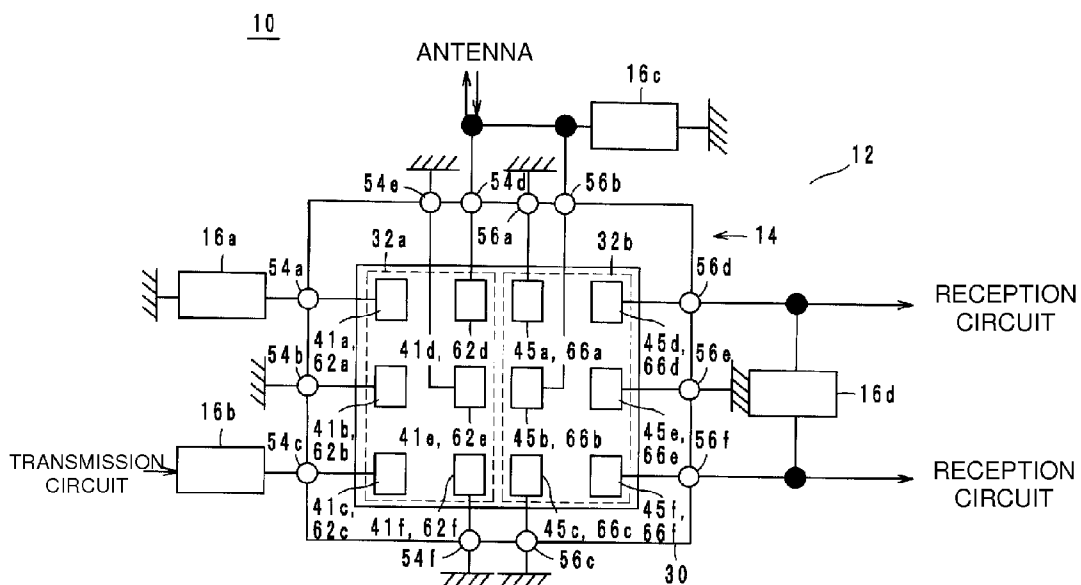 10
ANTENNA
16c
12
54e
54d
56b
56a
14
16a
32a
32b
54a
56d
RECEPTION
CIRCUIT
41a,
62a
41d, 62d
45a, 66a
45d,
66d
54b
56e
16d
16b
41b,
62b
41e, 62e
45b, 66b
45e,
66e
54c
56f
TRANSMISSION
CIRCUIT
RECEPTION
CIRCUIT
41c,
62c
41f, 62f
45c, 66c
45f,
66f
54f
56c
30